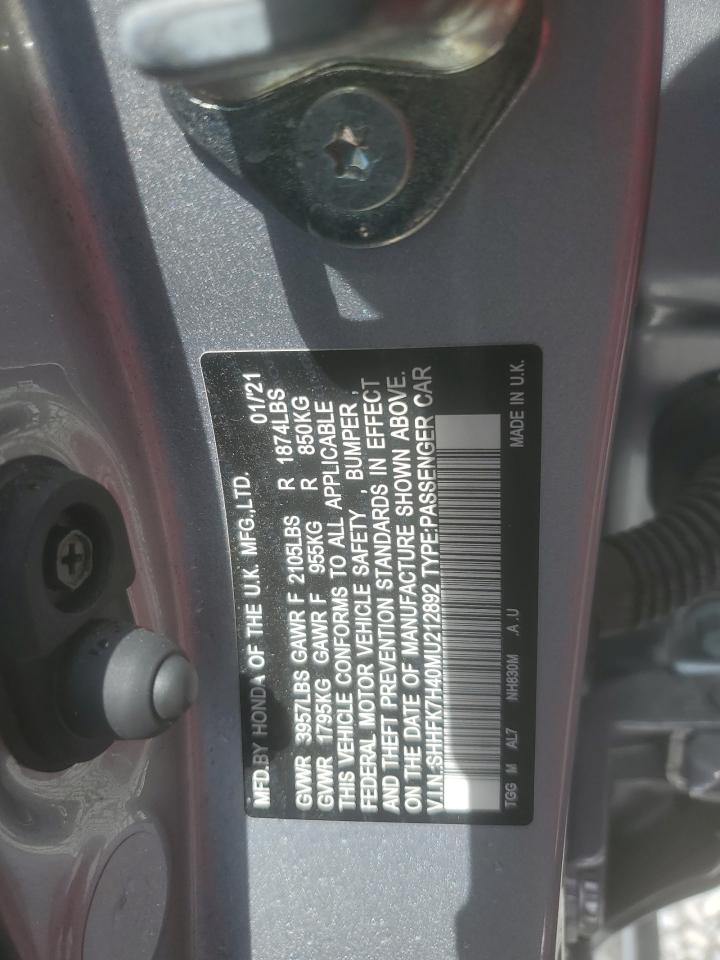 MFD.BY HONDA OF THE U.K. MFG.,LTD. 01/'21
GVWR 3957LBS GAWR F 2105LBS R 1874LBS
GVWR 1795KG GAWR F 955KG R 850KG
THIS VEHICLE CONFORMS TO ALL APPLICABLE
FEDERAL MOTOR VEHICLE SAFETY , BUMPER ,
AND THEFT PREVENTION STANDARDS IN EFFECT
ON THE DATE OF MANUFACTURE SHOWN ABOVE.
V.I.N.:SHHFK7H40MU212892 TYPE:PASSENGER CAR
TGG M AL7 NH830M .A .U MADE IN U.K.